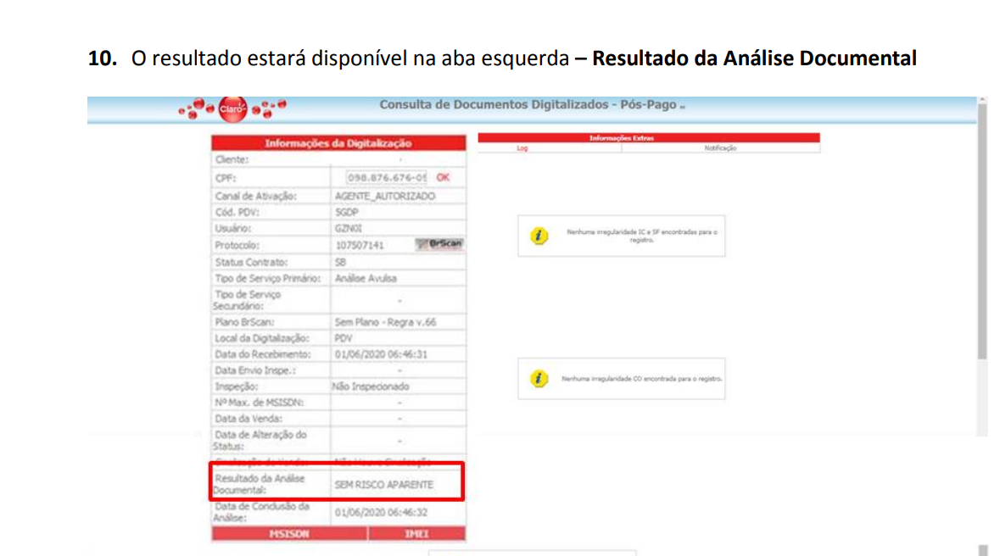 10. O resultado estará disponível na aba esquerda – Resultado da Análise Documental
Claro
Consulta de Documentos Digitalizados - Pós-Pago
Informações da Digitalização
Cliente: -
CPF: 098.876.676-05 OK
Canal de Ativação: AGENTE_AUTORIZADO
Cód. PDV: SGDP
Usuário:
Protocolo: 107507141 BrScan
Status Contrato: SB
Tipo de Serviço Primário: Análise Avulsa
Tipo de Serviço
Secundário: -
Plano BrScan: Sem Plano - Regra v.66
Local da Digitalização: PDV
Data do Recebimento: 01/06/2020 06:46:31
Data Envio Inspe.: -
Inspeção: Não Inspecionado
Nº Max. de MSISDN: -
Data da Venda: -
Data de Alteração do
Status: -
Resultado da Análise
Documental: SEM RISCO APARENTE
Data de Conclusão da
Análise: 01/06/2020 06:46:32
MSISDN IMEI
Informações Extras
Log Notificação
Nenhuma irregularidade IC e SF encontradas para o
registro.
Nenhuma irregularidade CO encontrada para o registro.